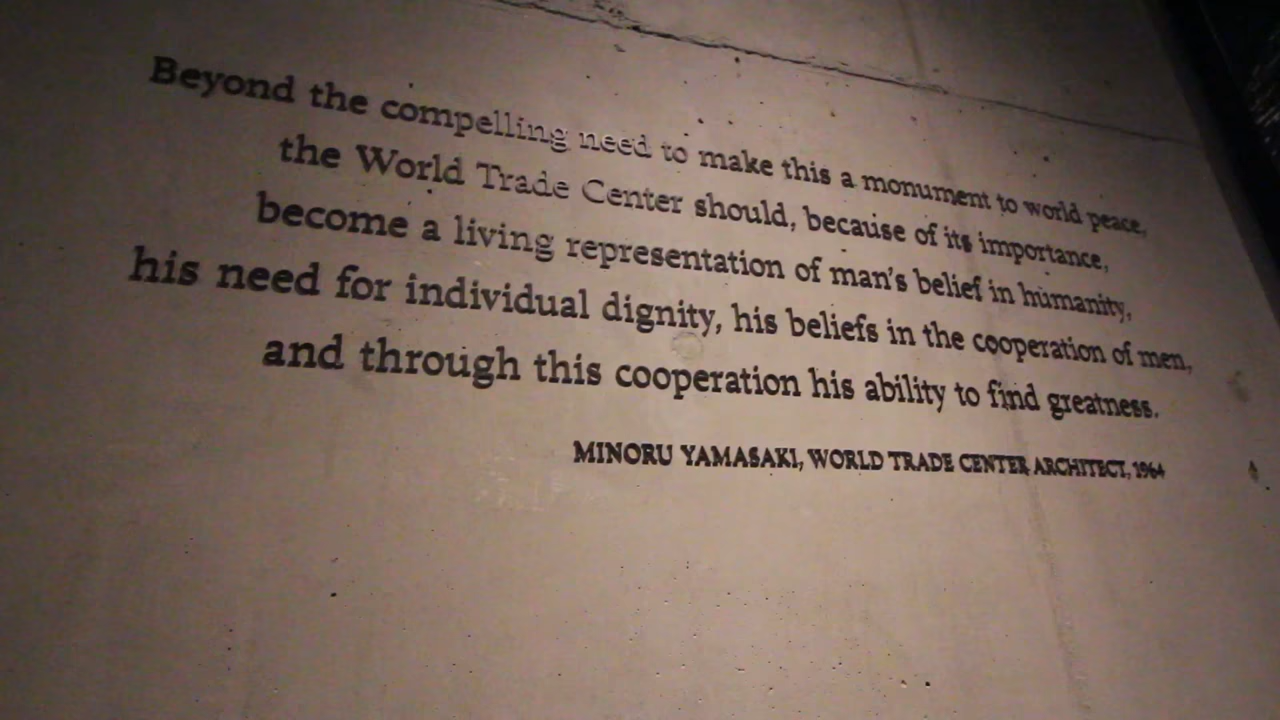 Beyond the compelling need to make this a monument to world peace,
the World Trade Center should, because of its importance,
become a living representation of man's belief in humanity,
his need for individual dignity, his beliefs in the cooperation of men,
and through this cooperation his ability to find greatness.
MINORU YAMASAKI, WORLD TRADE CENTER ARCHITECT, 1964